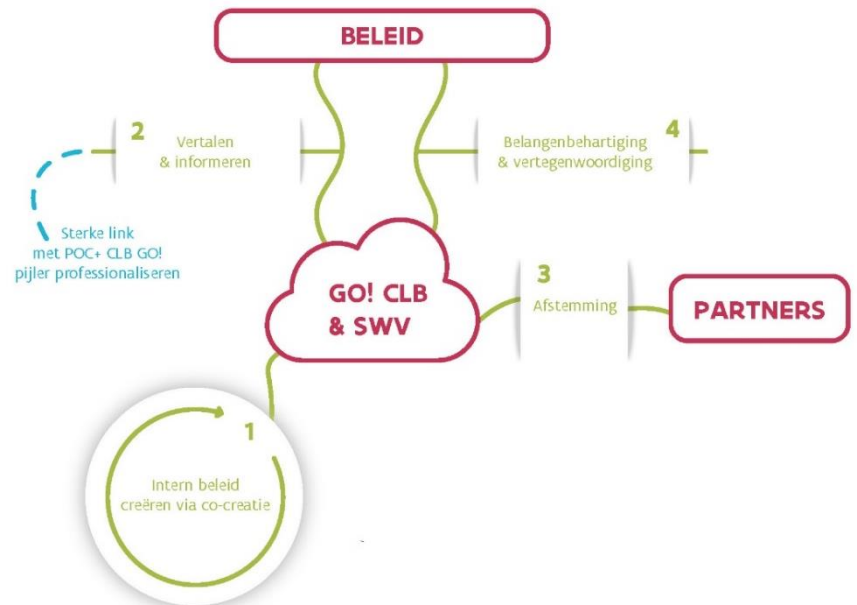 BELEID
2
Vertalen
& informeren
Belangenbehartiging
& vertegenwoordiging
4
Sterke link
met POC+ CLB GO!
pijler professionaliseren
GO! CLB
& SWV
3
Afstemming
PARTNERS
1
Intern beleid
creëren via co-creatie